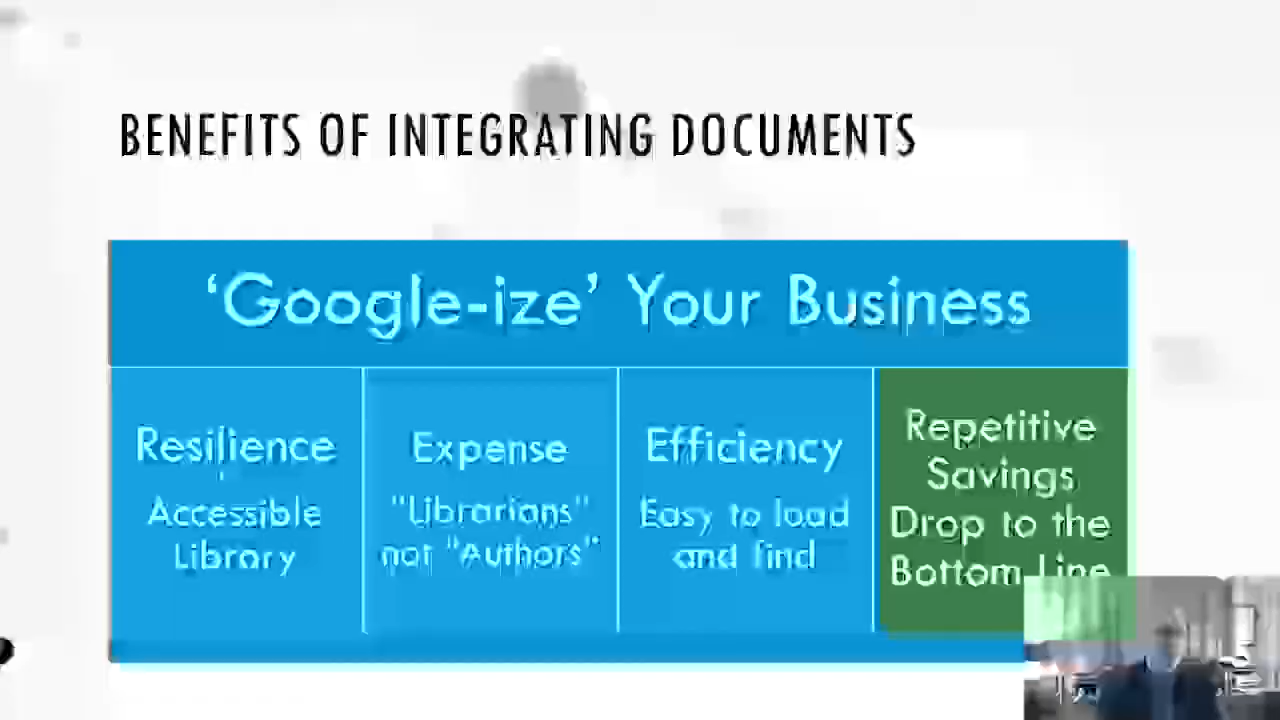 BENEFITS OF INTEGRATING DOCUMENTS
‘Google-ize’ Your Business
Resilience
Accessible
Library
Expense
"Librarians"
not "Authors"
Efficiency
Easy to load
and find
Repetitive
Savings
Drop to the
Bottom Line